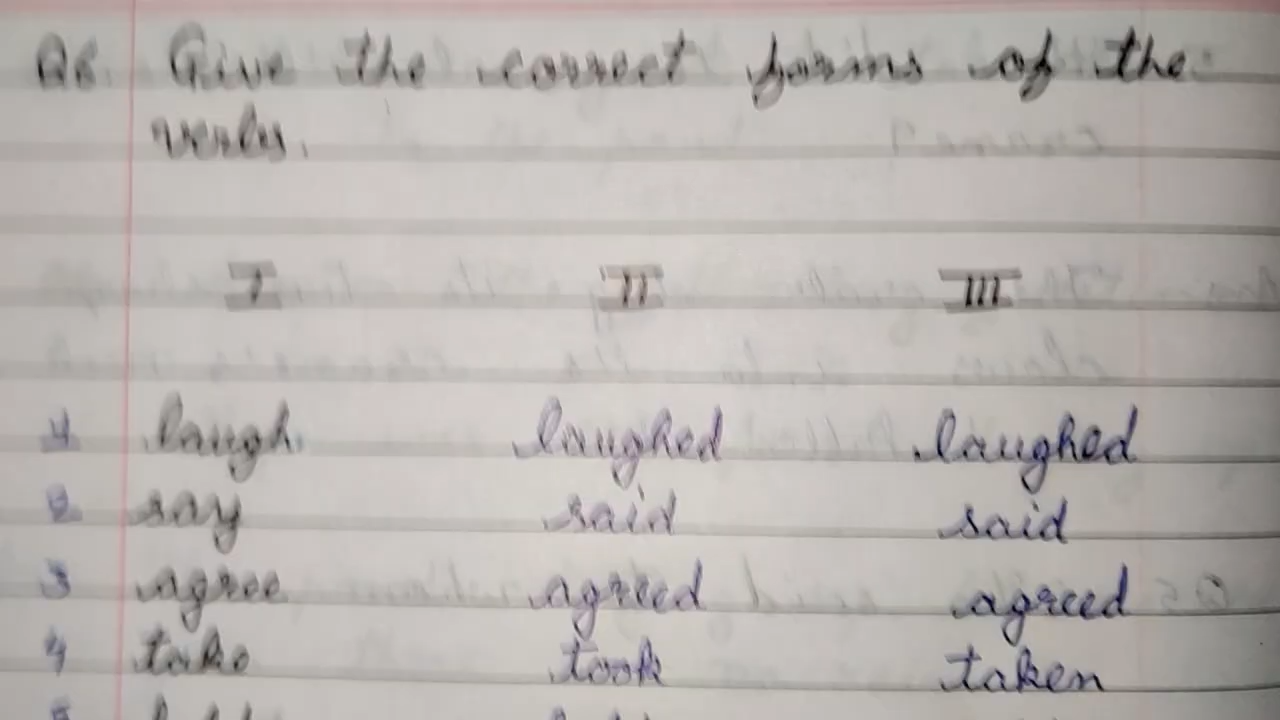 Q6. Give the correct forms of the
verbs.
I II III
1 laugh laughed laughed
2 say said said
3 agree agreed agreed
4 take took taken
5